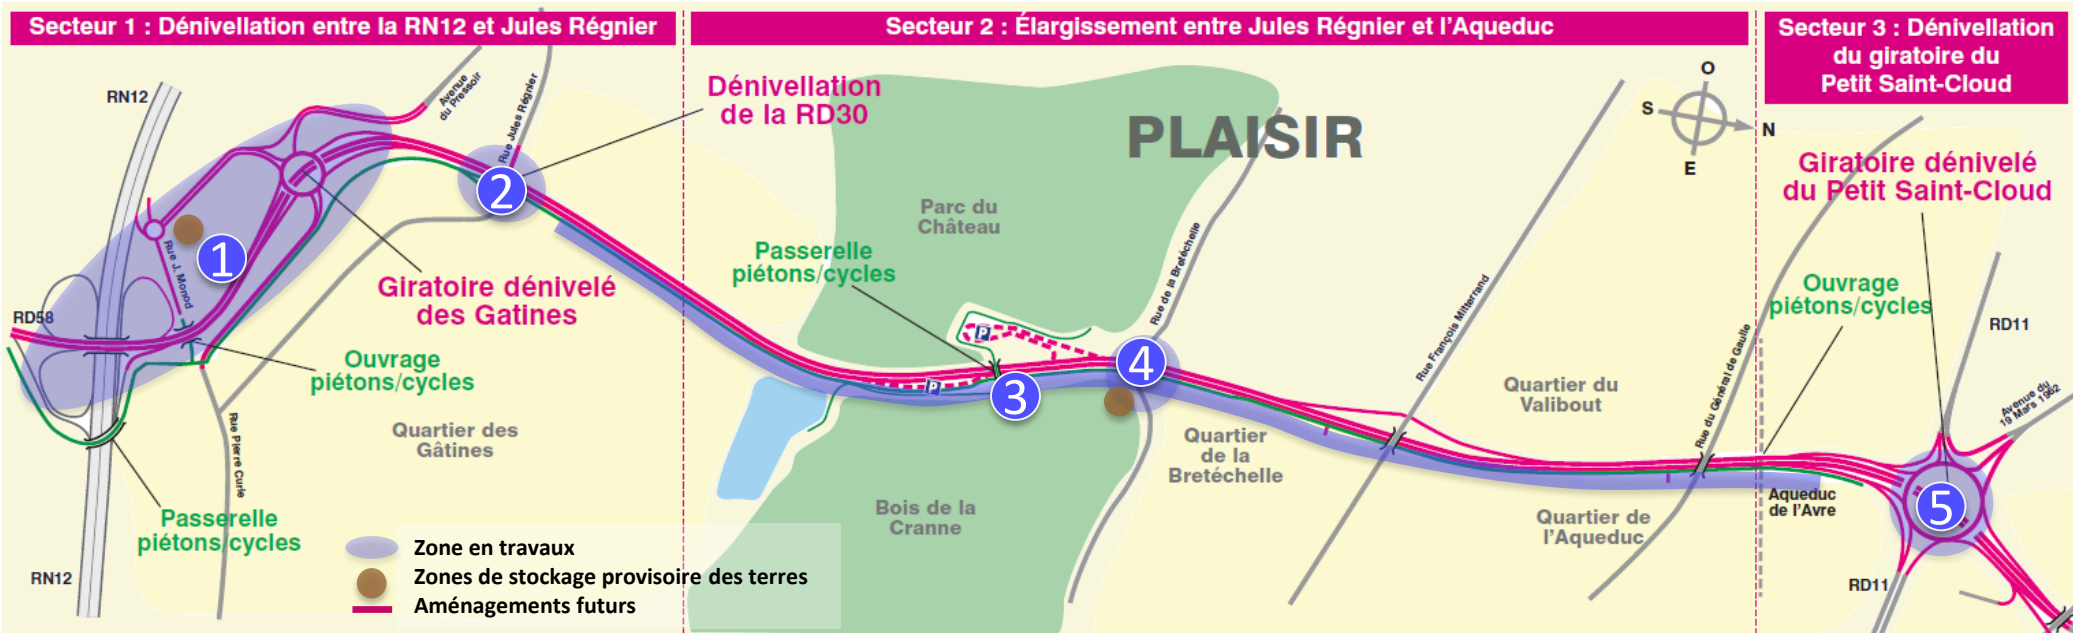 Secteur 1 : Dénivellation entre la RN12 et Jules Régnier
Secteur 2 : Élargissement entre Jules Régnier et l'Aqueduc
Secteur 3 : Dénivellation
du giratoire du
Petit Saint-Cloud
RN12
Avenue
du Pressoir
Rue Jules Régnier
Dénivellation
de la RD30
PLAISIR
O
S
N
E
Giratoire dénivelé
du Petit Saint-Cloud
2
Parc du
Château
Rue de la Bretéchelle
1
Rue J. Monod
Passerelle
piétons/cycles
Giratoire dénivelé
des Gatines
RD58
Ouvrage
piétons/cycles
P
P
3
4
Rue François Mitterrand
Rue du Général de Gaulle
Ouvrage
piétons/cycles
RD11
Avenue du
19 Mars 1962
Quartier du
Valibout
Quartier des
Gâtines
Rue Pierre Curie
Quartier
de la
Bretéchelle
Bois de la
Cranne
Quartier de
l'Aqueduc
Aqueduc
de l'Avre
5
RD11
Passerelle
piétons/cycles
RN12
Zone en travaux
Zones de stockage provisoire des terres
Aménagements futurs